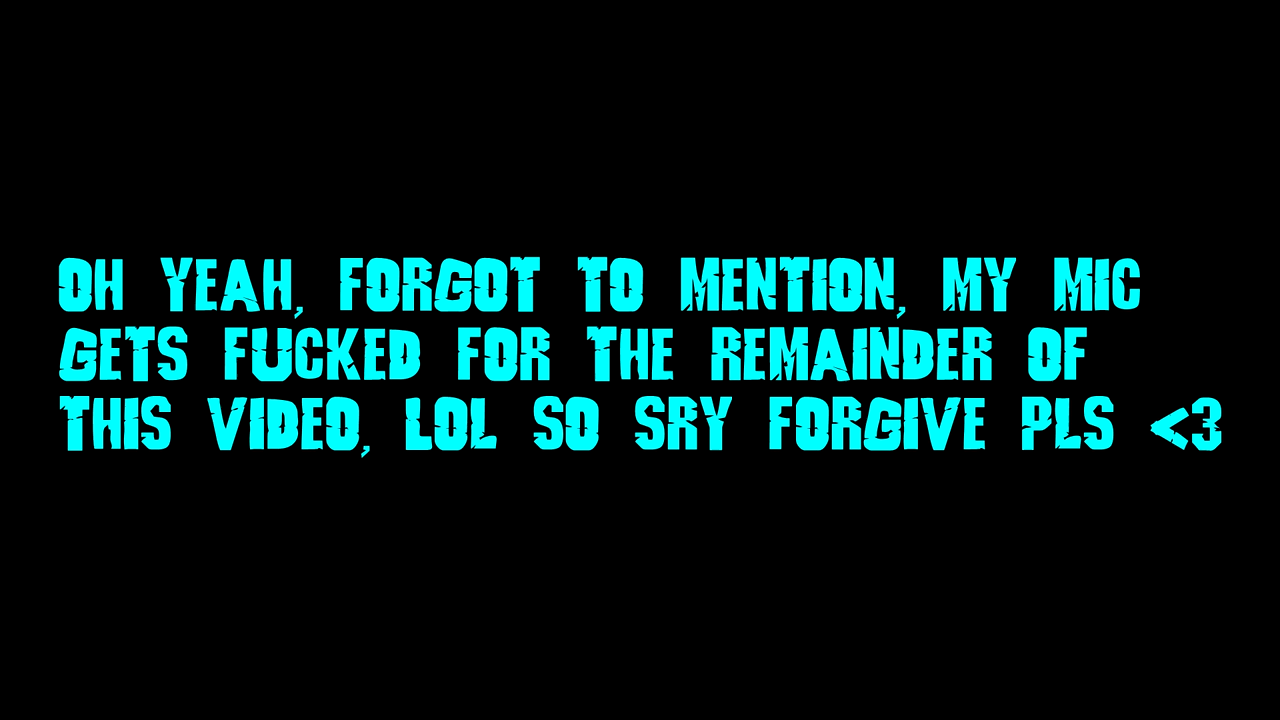 OH YEAH, FORGOT TO MENTION, MY MIC
GETS FUCKED FOR THE REMAINDER OF
THIS VIDEO, LOL SO SRY FORGIVE PLS <3